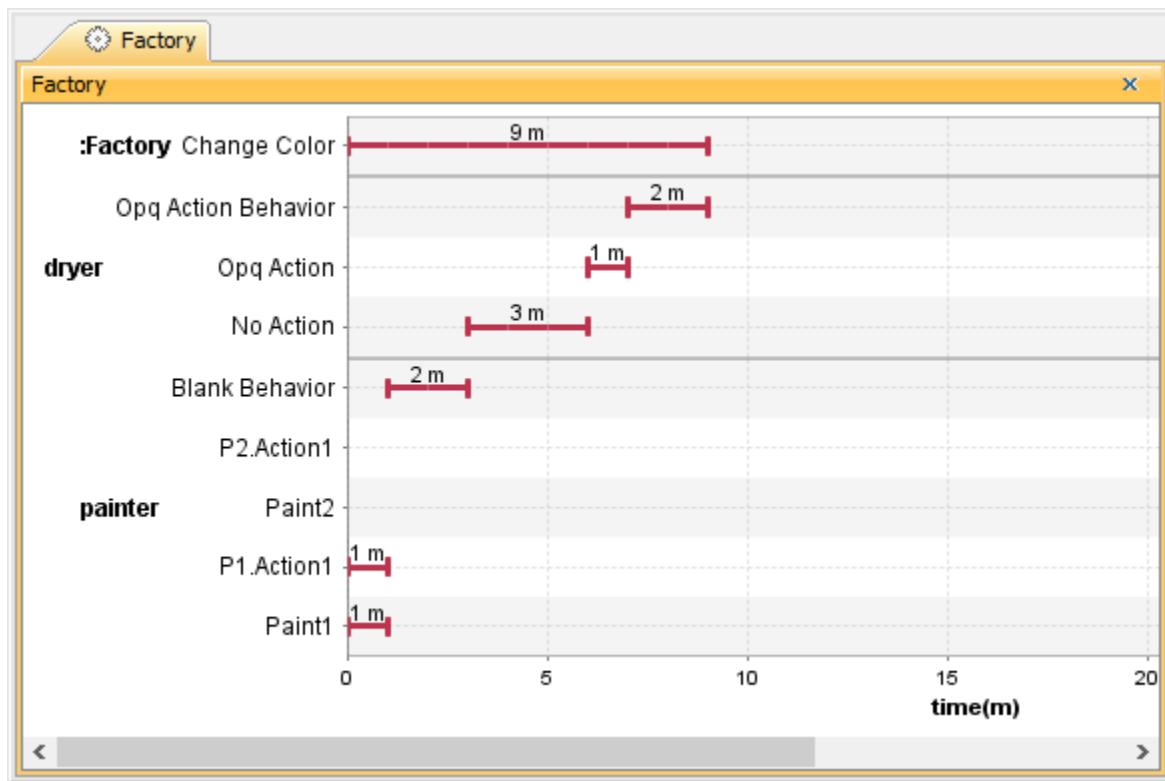 Factory
Factory
9 m
:Factory Change Color
2 m
Opq Action Behavior
1 m
dryer Opq Action
3 m
No Action
2 m
Blank Behavior
P2.Action1
painter Paint2
1 m
P1.Action1
1 m
Paint1
0 5 10 15 20
time(m)